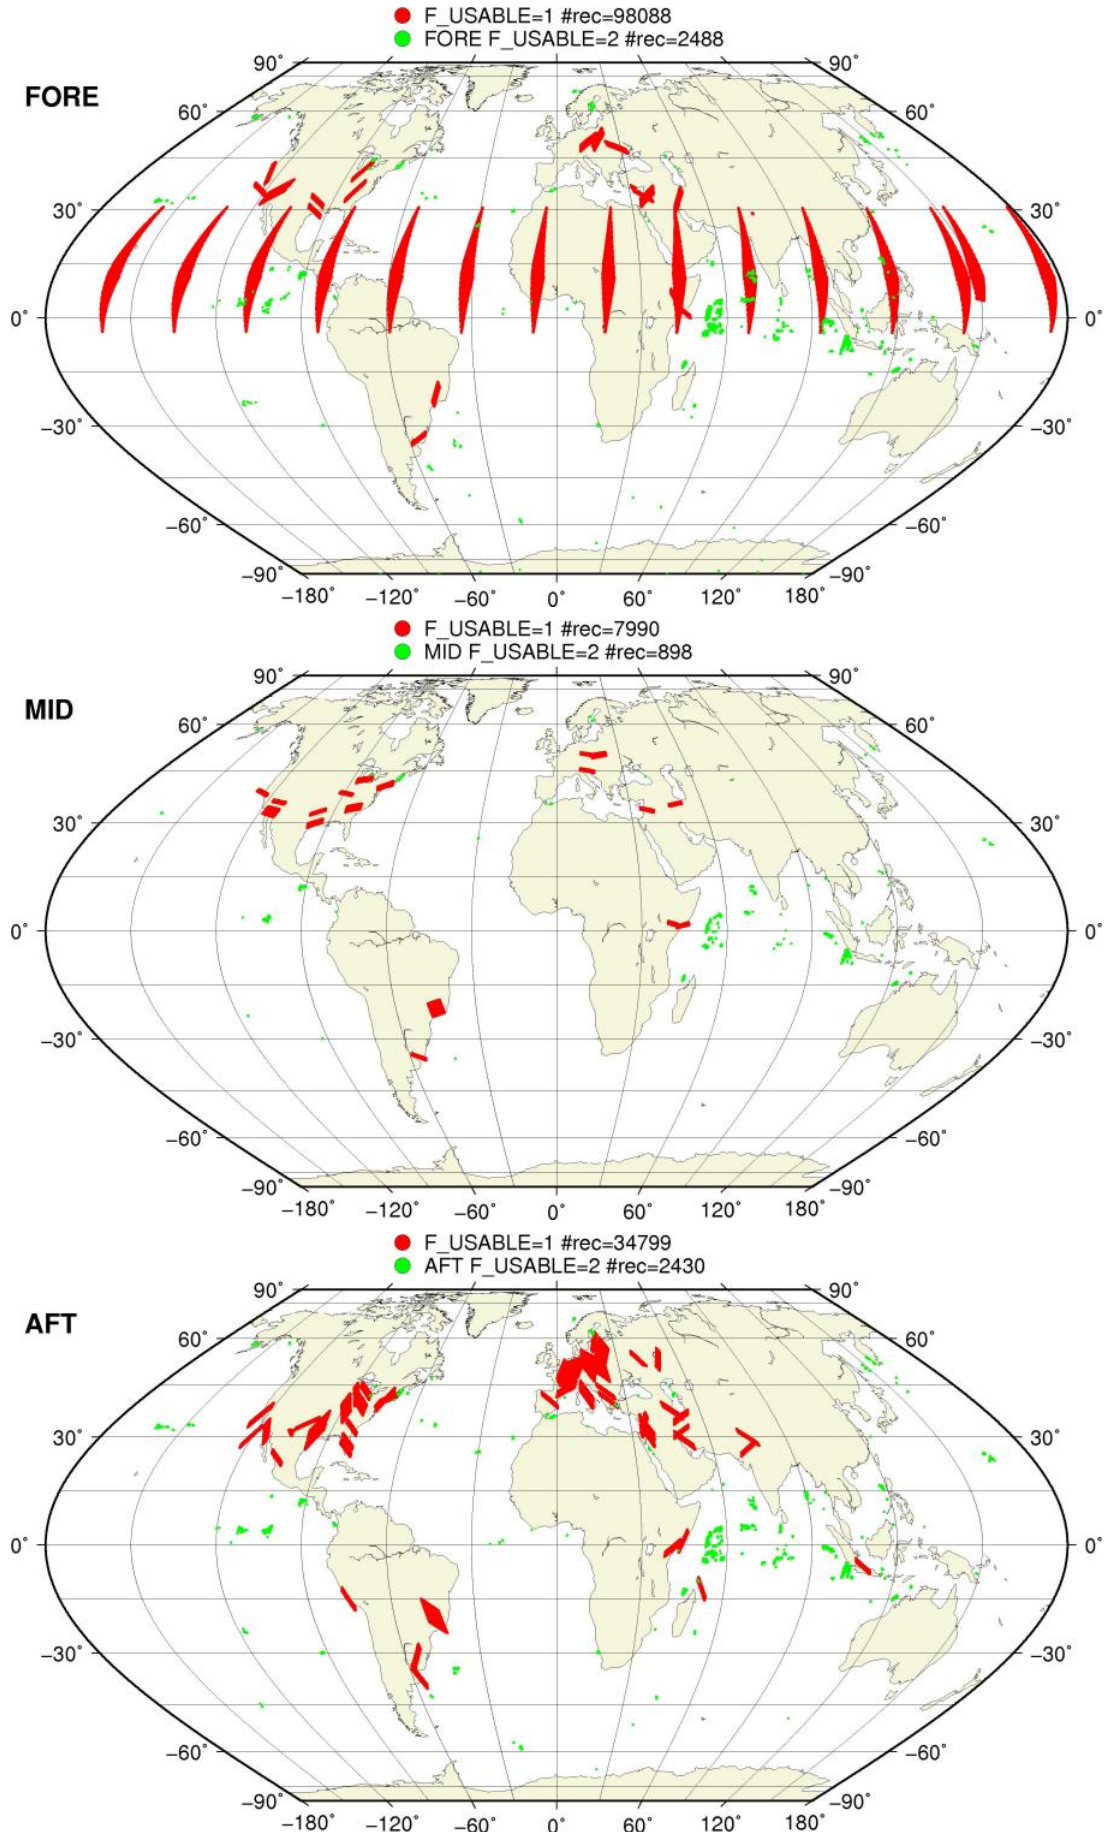 F_USABLE=1 #rec=98088
FORE F_USABLE=2 #rec=2488
FORE
90˚ 90˚
60˚ 60˚
30˚ 30˚
0˚ 0˚
−30˚ −30˚
−60˚ −60˚
−90˚ −90˚
−180˚ −120˚ −60˚ 0˚ 60˚ 120˚ 180˚
F_USABLE=1 #rec=7990
MID F_USABLE=2 #rec=898
MID
90˚ 90˚
60˚ 60˚
30˚ 30˚
0˚ 0˚
−30˚ −30˚
−60˚ −60˚
−90˚ −90˚
−180˚ −120˚ −60˚ 0˚ 60˚ 120˚ 180˚
F_USABLE=1 #rec=34799
AFT F_USABLE=2 #rec=2430
AFT
90˚ 90˚
60˚ 60˚
30˚ 30˚
0˚ 0˚
−30˚ −30˚
−60˚ −60˚
−90˚ −90˚
−180˚ −120˚ −60˚ 0˚ 60˚ 120˚ 180˚